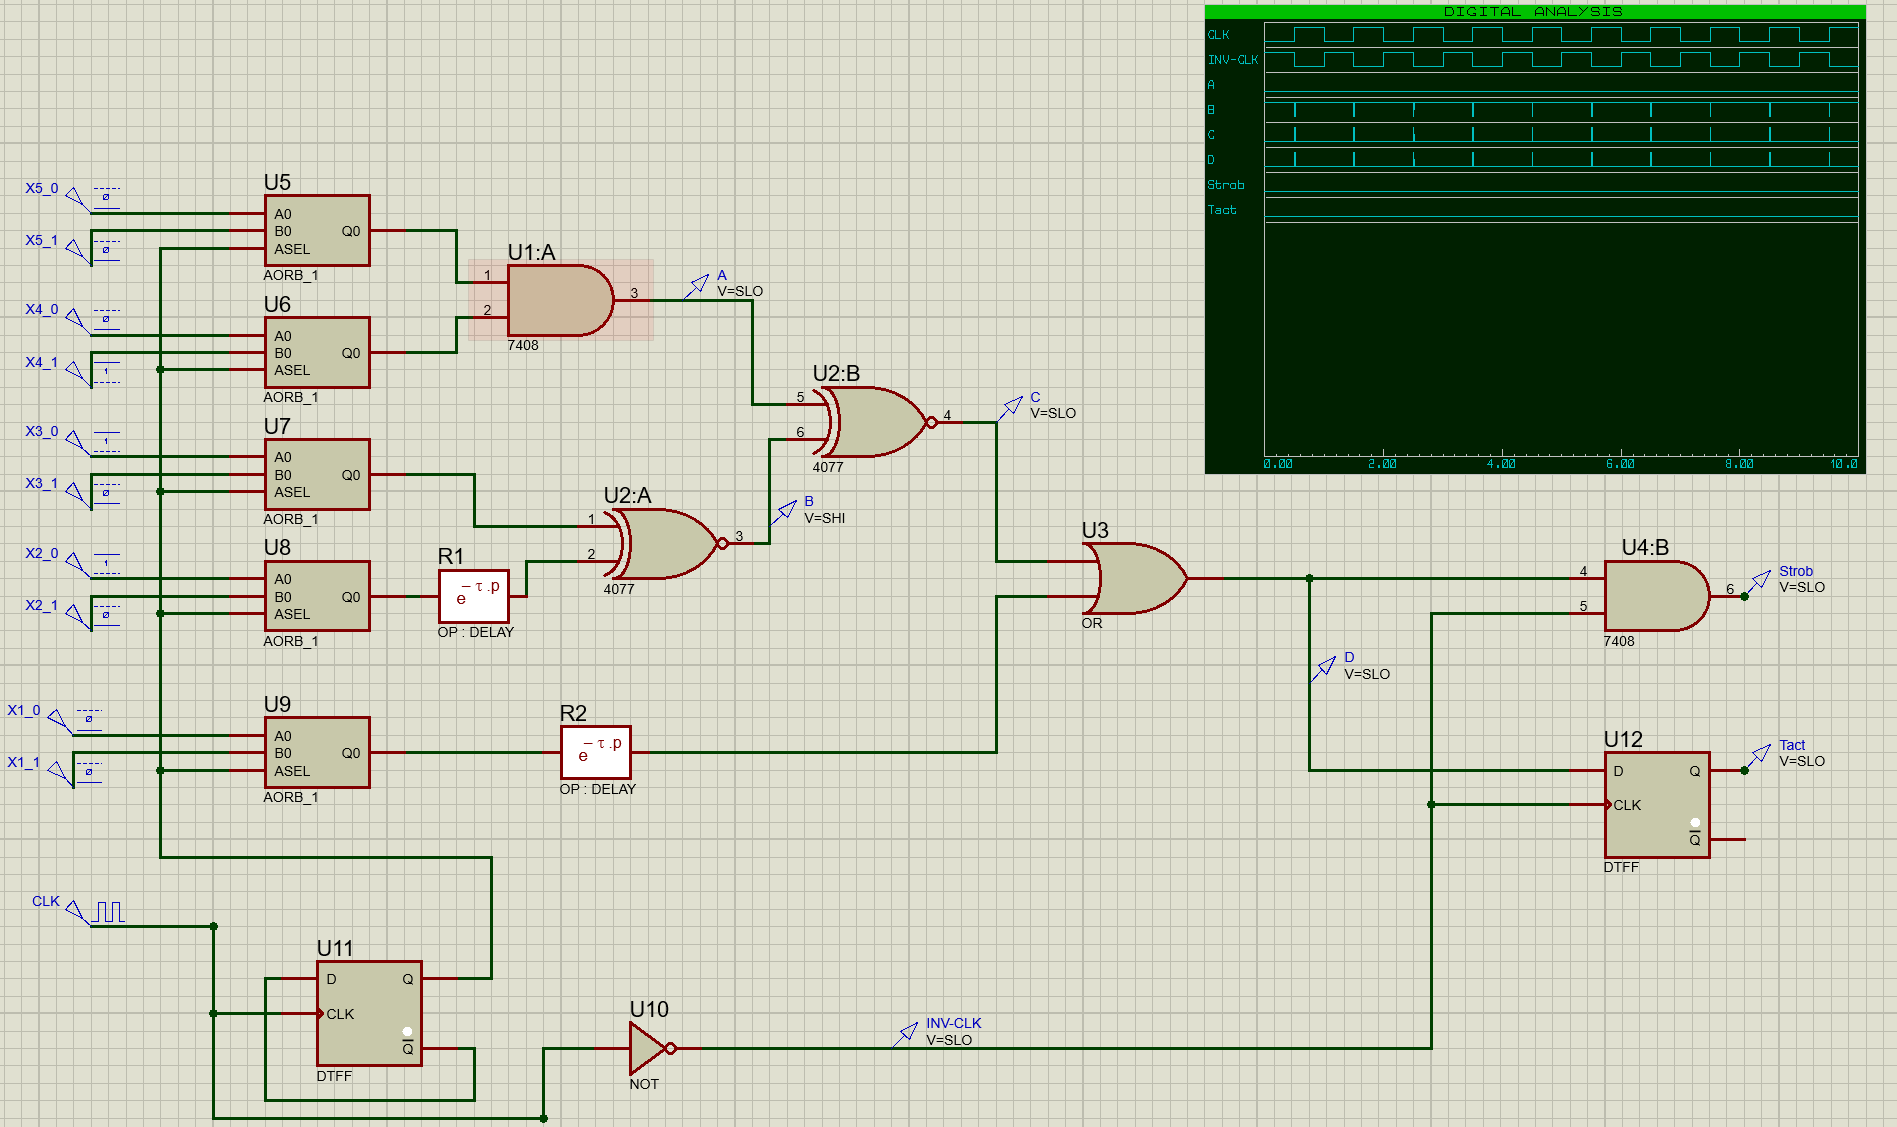 DIGITAL ANALYSIS
CLK
INV-CLK
A
B
C
D
Strob
Tact
0.00 2.00 4.00 6.00 8.00 10.0
X5_0
X5_1
U5
A0
B0
ASEL
Q0
AORB_1
X4_0
X4_1
U6
A0
B0
ASEL
Q0
AORB_1
U1:A
1
2
3
7408
A
V=SLO
X3_0
X3_1
U7
A0
B0
ASEL
Q0
AORB_1
U2:B
5
6
4
4077
C
V=SLO
X2_0
X2_1
U8
A0
B0
ASEL
Q0
AORB_1
R1
e − τ .p
OP : DELAY
U2:A
1
2
3
4077
B
V=SHI
U3
OR
X1_0
X1_1
U9
A0
B0
ASEL
Q0
AORB_1
R2
e − τ .p
OP : DELAY
D
V=SLO
U4:B
4
5
6
7408
Strob
V=SLO
U12
D
CLK
Q
Q
DTFF
Tact
V=SLO
CLK
U11
D
CLK
Q
Q
DTFF
U10
NOT
INV-CLK
V=SLO